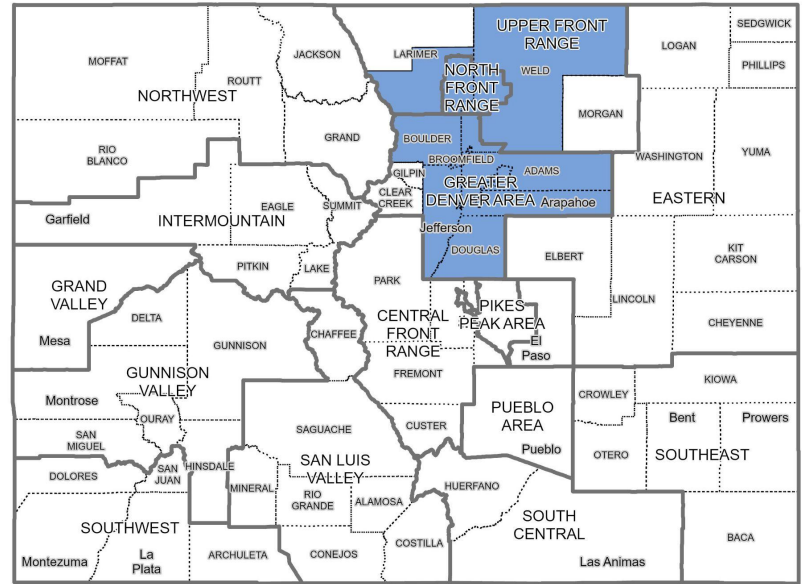 UPPER FRONT
RANGE
SEDGWICK
LOGAN
PHILLIPS
JACKSON
LARIMER
MOFFAT
ROUTT
NORTHWEST
NORTH
FRONT
RANGE
WELD
MORGAN
GRAND
BOULDER
RIO
BLANCO
BROOMFIELD
WASHINGTON
YUMA
GILPIN
ADAMS
CLEAR
CREEK
GREATER
DENVER AREA
Arapahoe
EASTERN
Garfield
EAGLE
SUMMIT
INTERMOUNTAIN
Jefferson
DOUGLAS
ELBERT
KIT
CARSON
PITKIN
LAKE
PARK
GRAND
VALLEY
LINCOLN
DELTA
CENTRAL
FRONT
RANGE
PIKES
PEAK AREA
El
Paso
CHEYENNE
Mesa
GUNNISON
CHAFFEE
GUNNISON
VALLEY
FREMONT
KIOWA
Montrose
CROWLEY
OURAY
PUEBLO
AREA
Bent
Prowers
SAN
MIGUEL
SAGUACHE
CUSTER
Pueblo
OTERO
SOUTHEAST
DOLORES
SAN
JUAN
HINSDALE
SAN LUIS
VALLEY
MINERAL
RIO
GRANDE
ALAMOSA
HUERFANO
SOUTHWEST
SOUTH
CENTRAL
Montezuma
La
Plata
ARCHULETA
CONEJOS
COSTILLA
Las Animas
BACA